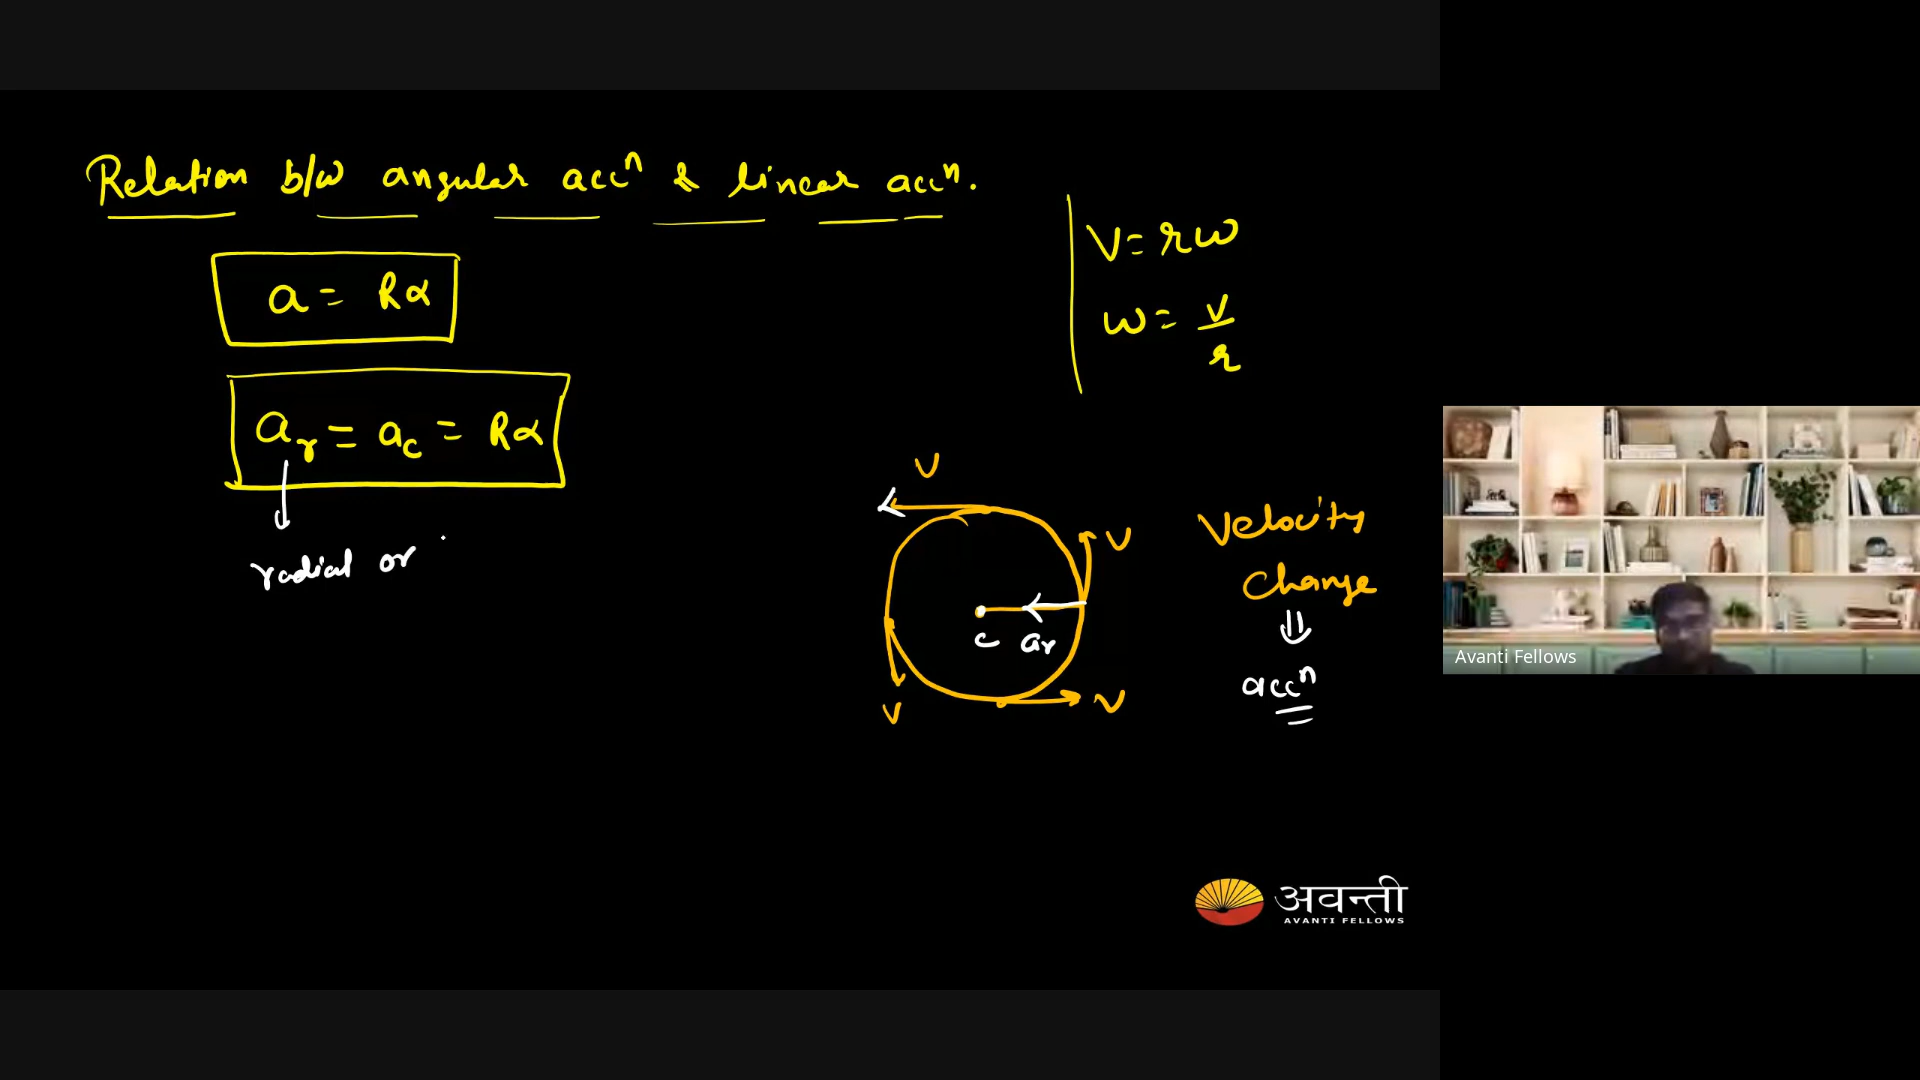 Relation b/w angular accⁿ & linear accⁿ.
a = Rα
aᵣ = a꜀ = Rα
radial or
V = rω
ω = v/r
V
V
c aᵣ
V
V
Velocity
Change
⇓
accⁿ
Avanti Fellows
अवन्ती
AVANTI FELLOWS